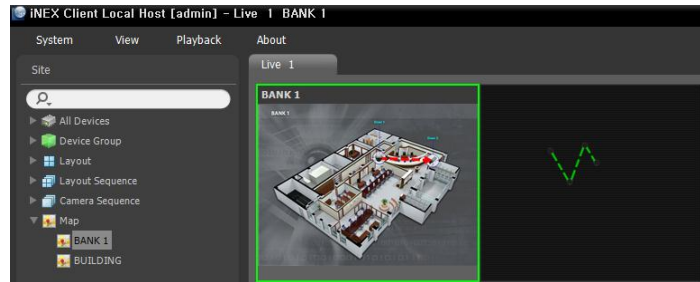 iNEX Client Local Host [admin] – Live 1 BANK 1
System View Playback About
Site
Live 1
All Devices
Device Group
Layout
Layout Sequence
Camera Sequence
Map
BANK 1
BUILDING
BANK 1
BANK 1